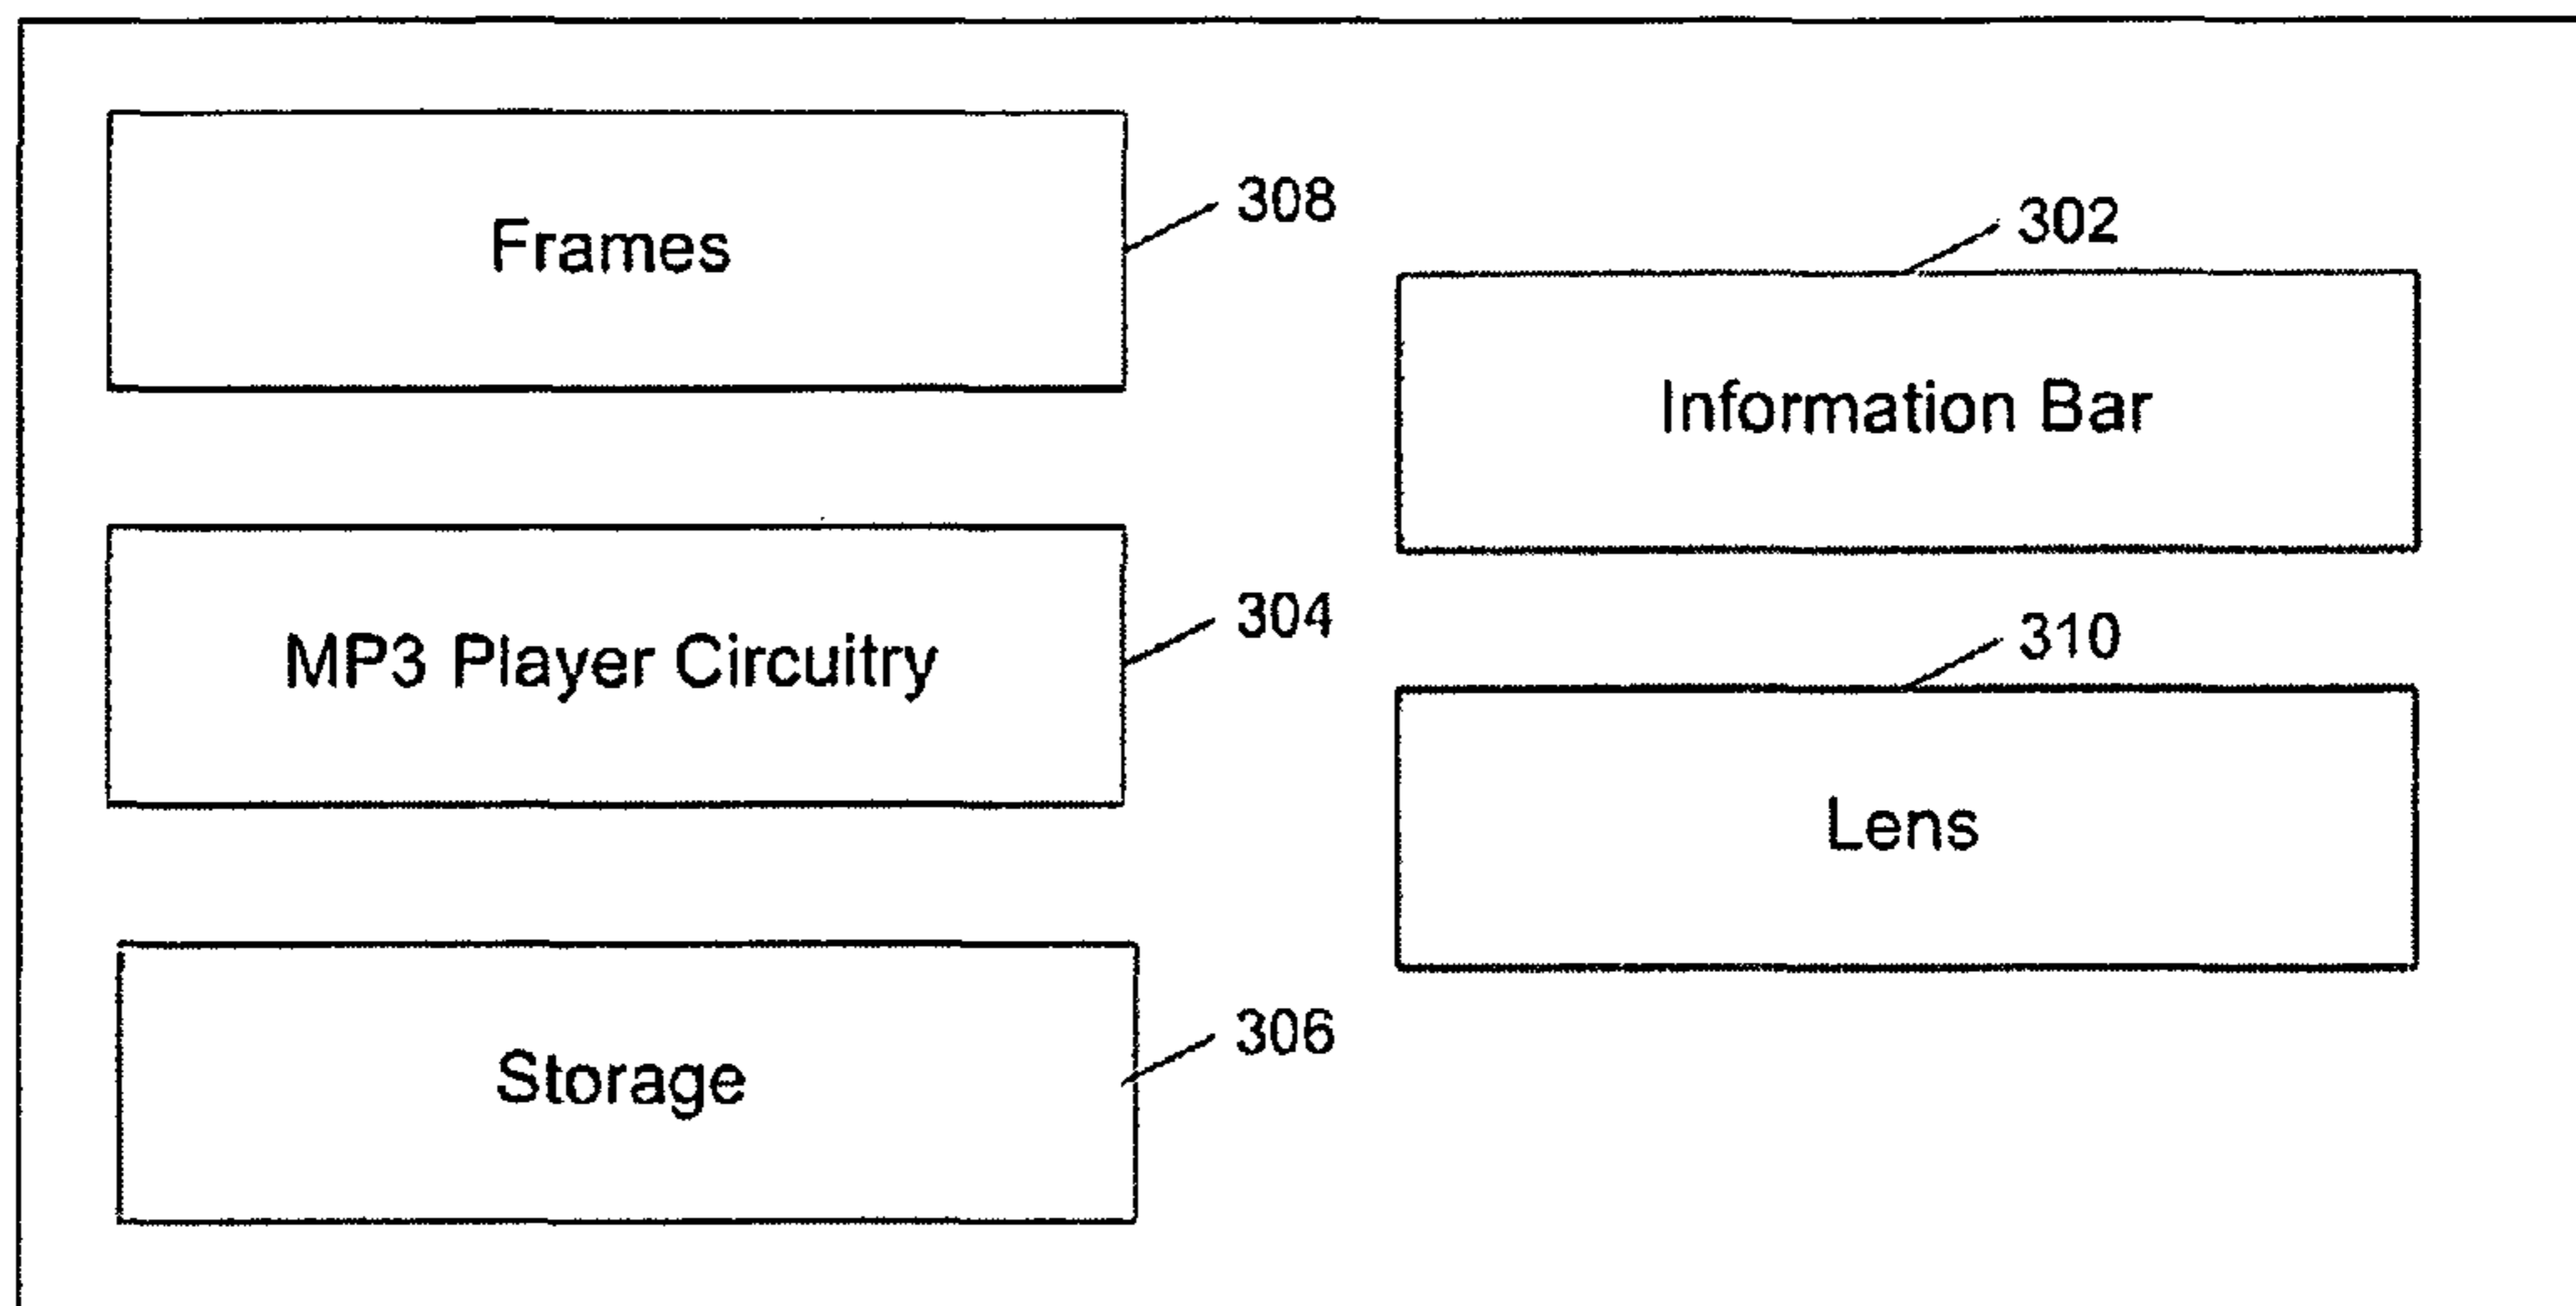 Frames
308
302
Information Bar
MP3 Player Circuitry
304
310
Lens
Storage
306